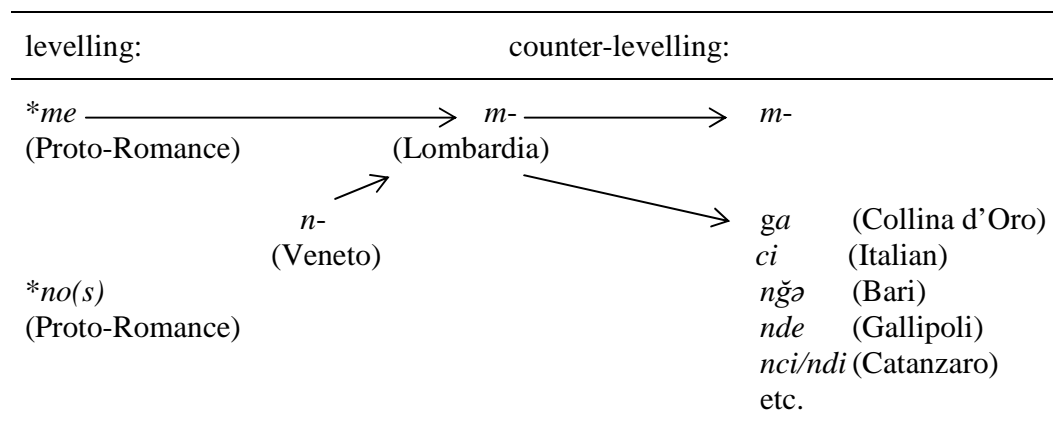 levelling: counter-levelling:
*me m- m-
(Proto-Romance) (Lombardia)
n- ga (Collina d’Oro)
(Veneto) ci (Italian)
*no(s) nğə (Bari)
(Proto-Romance) nde (Gallipoli)
nci/ndi (Catanzaro)
etc.